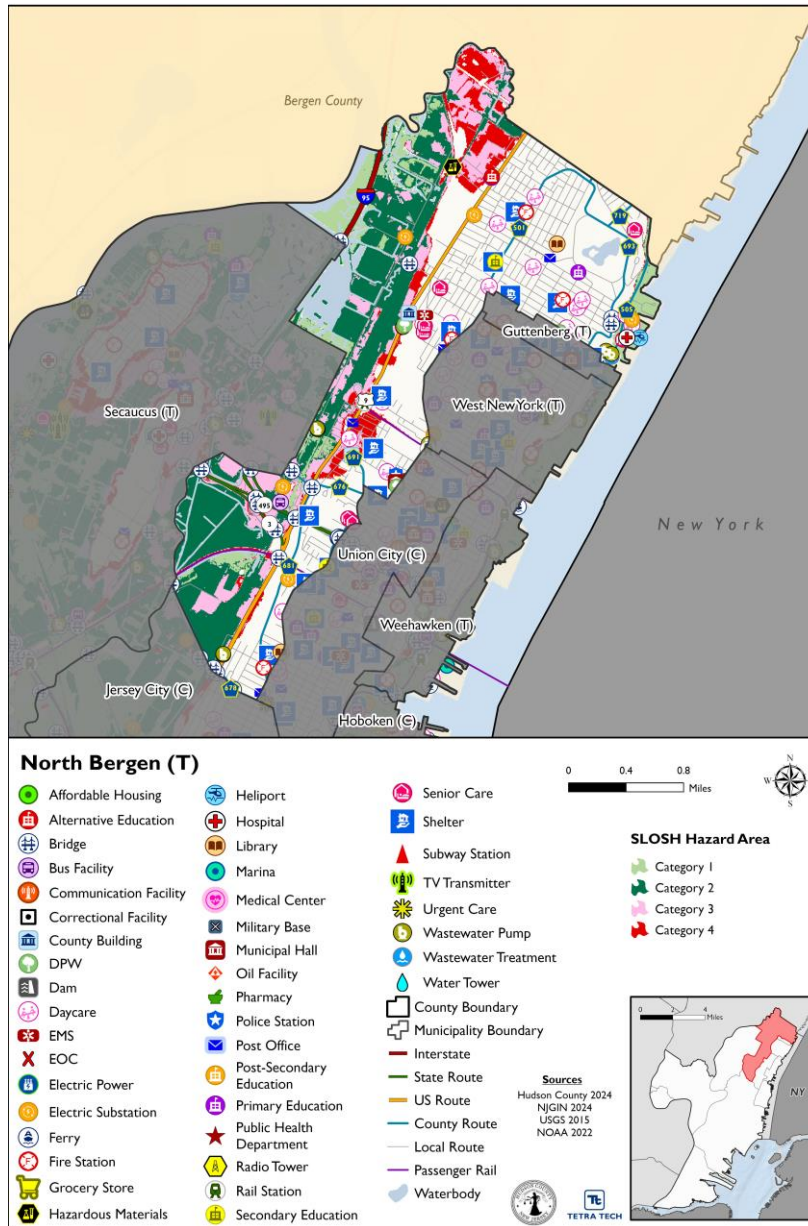 Bergen County
95
719
501
693
505
Guttenberg (T)
West New York (T)
Secaucus (T)
9
691
676
495
3
New York
Union City (C)
681
Weehawken (T)
Jersey City (C)
678
Hoboken (C)
North Bergen (T)
Affordable Housing
Alternative Education
Bridge
Bus Facility
Communication Facility
Correctional Facility
County Building
DPW
Dam
Daycare
EMS
EOC
Electric Power
Electric Substation
Ferry
Fire Station
Grocery Store
Hazardous Materials
Heliport
Hospital
Library
Marina
Medical Center
Military Base
Municipal Hall
Oil Facility
Pharmacy
Police Station
Post Office
Post-Secondary
Education
Primary Education
Public Health
Department
Radio Tower
Rail Station
Secondary Education
Senior Care
Shelter
Subway Station
TV Transmitter
Urgent Care
Wastewater Pump
Wastewater Treatment
Water Tower
County Boundary
Municipality Boundary
Interstate
State Route
US Route
County Route
Local Route
Passenger Rail
Waterbody
0 0.4 0.8
Miles
N
W E
S
SLOSH Hazard Area
Category 1
Category 2
Category 3
Category 4
Sources
Hudson County 2024
NJGIN 2024
USGS 2015
NOAA 2022
TETRA TECH
0 2 4
Miles
NY